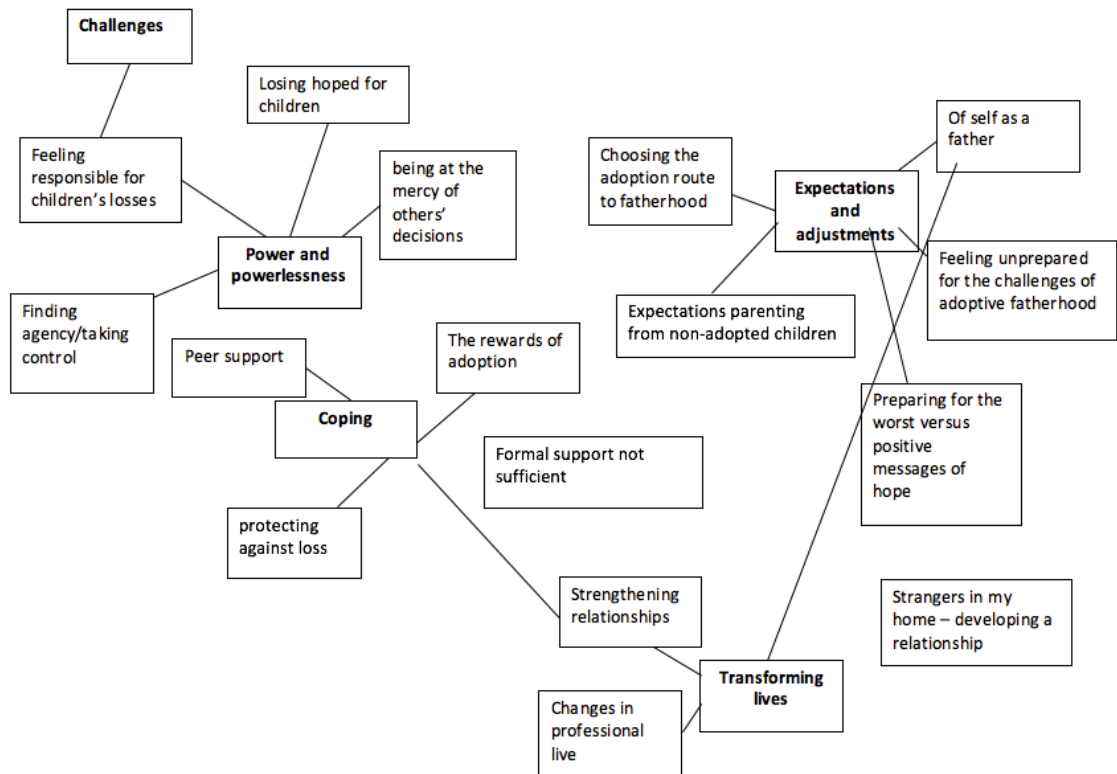 Challenges
Losing hoped for
children
Of self as a
father
Feeling
responsible for
children’s losses
being at the
mercy of
others’
decisions
Choosing the
adoption route
to fatherhood
Expectations
and
adjustments
Power and
powerlessness
Feeling unprepared
for the challenges of
adoptive fatherhood
Finding
agency/taking
control
Expectations parenting
from non-adopted children
Peer support
The rewards of
adoption
Coping
Preparing for the
worst versus
positive
messages of
hope
Formal support not
sufficient
protecting
against loss
Strengthening
relationships
Strangers in my
home – developing a
relationship
Transforming
lives
Changes in
professional
live